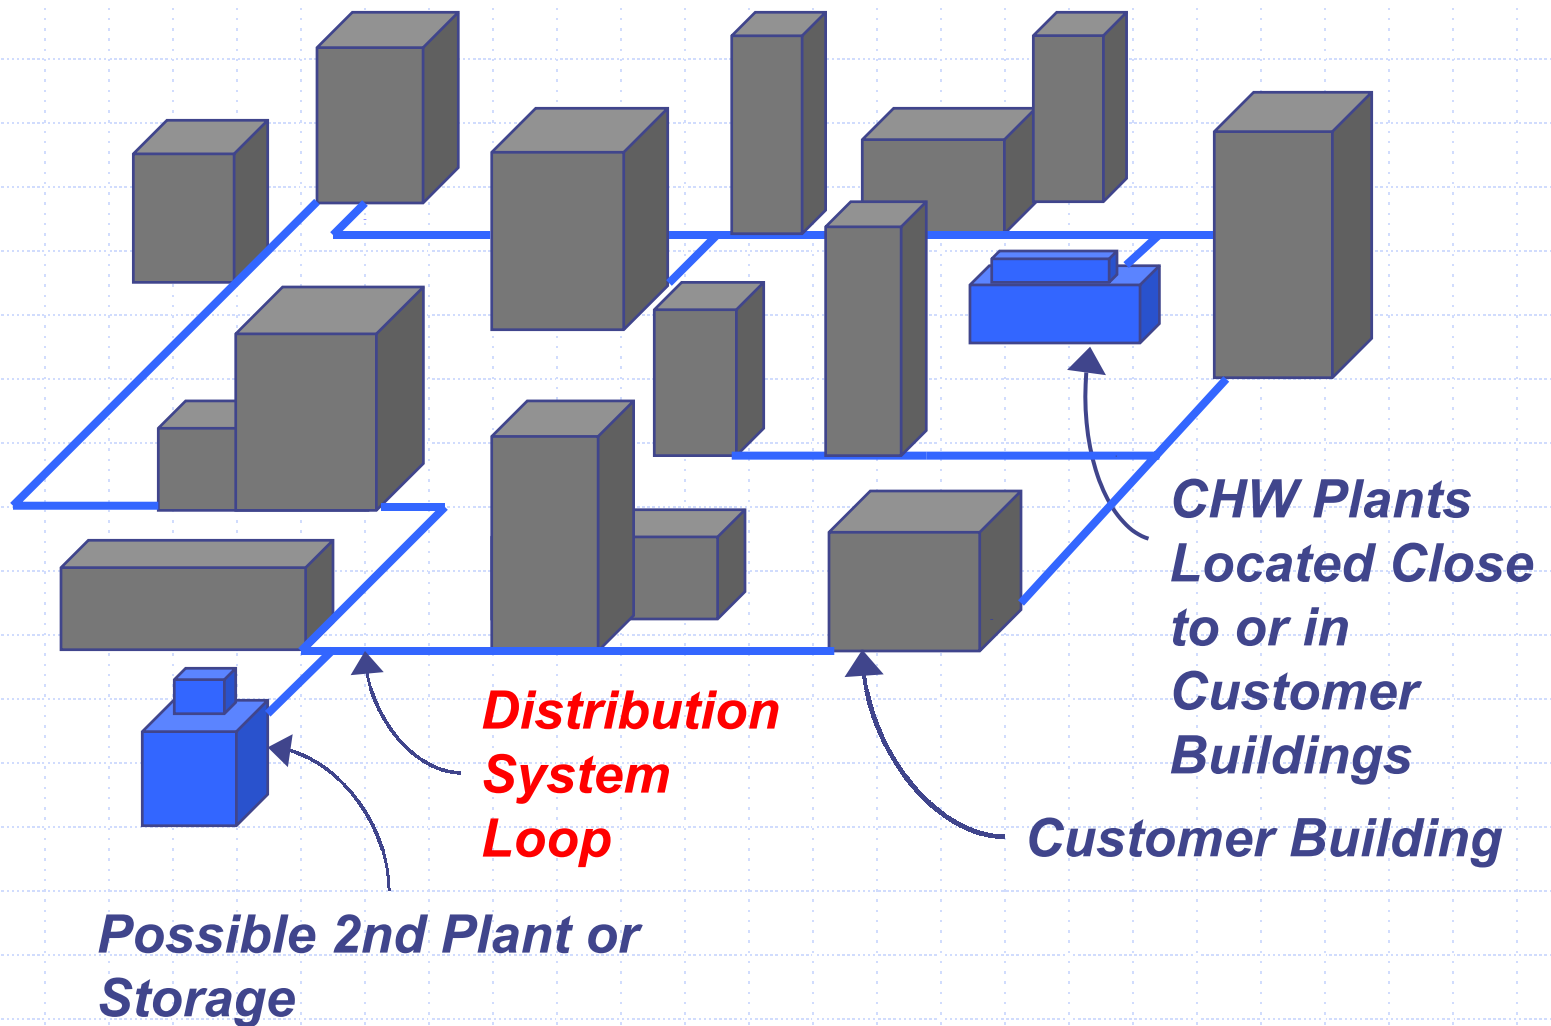 CHW Plants
Located Close
to or in
Customer
Buildings
Distribution
System
Loop
Customer Building
Possible 2nd Plant or
Storage